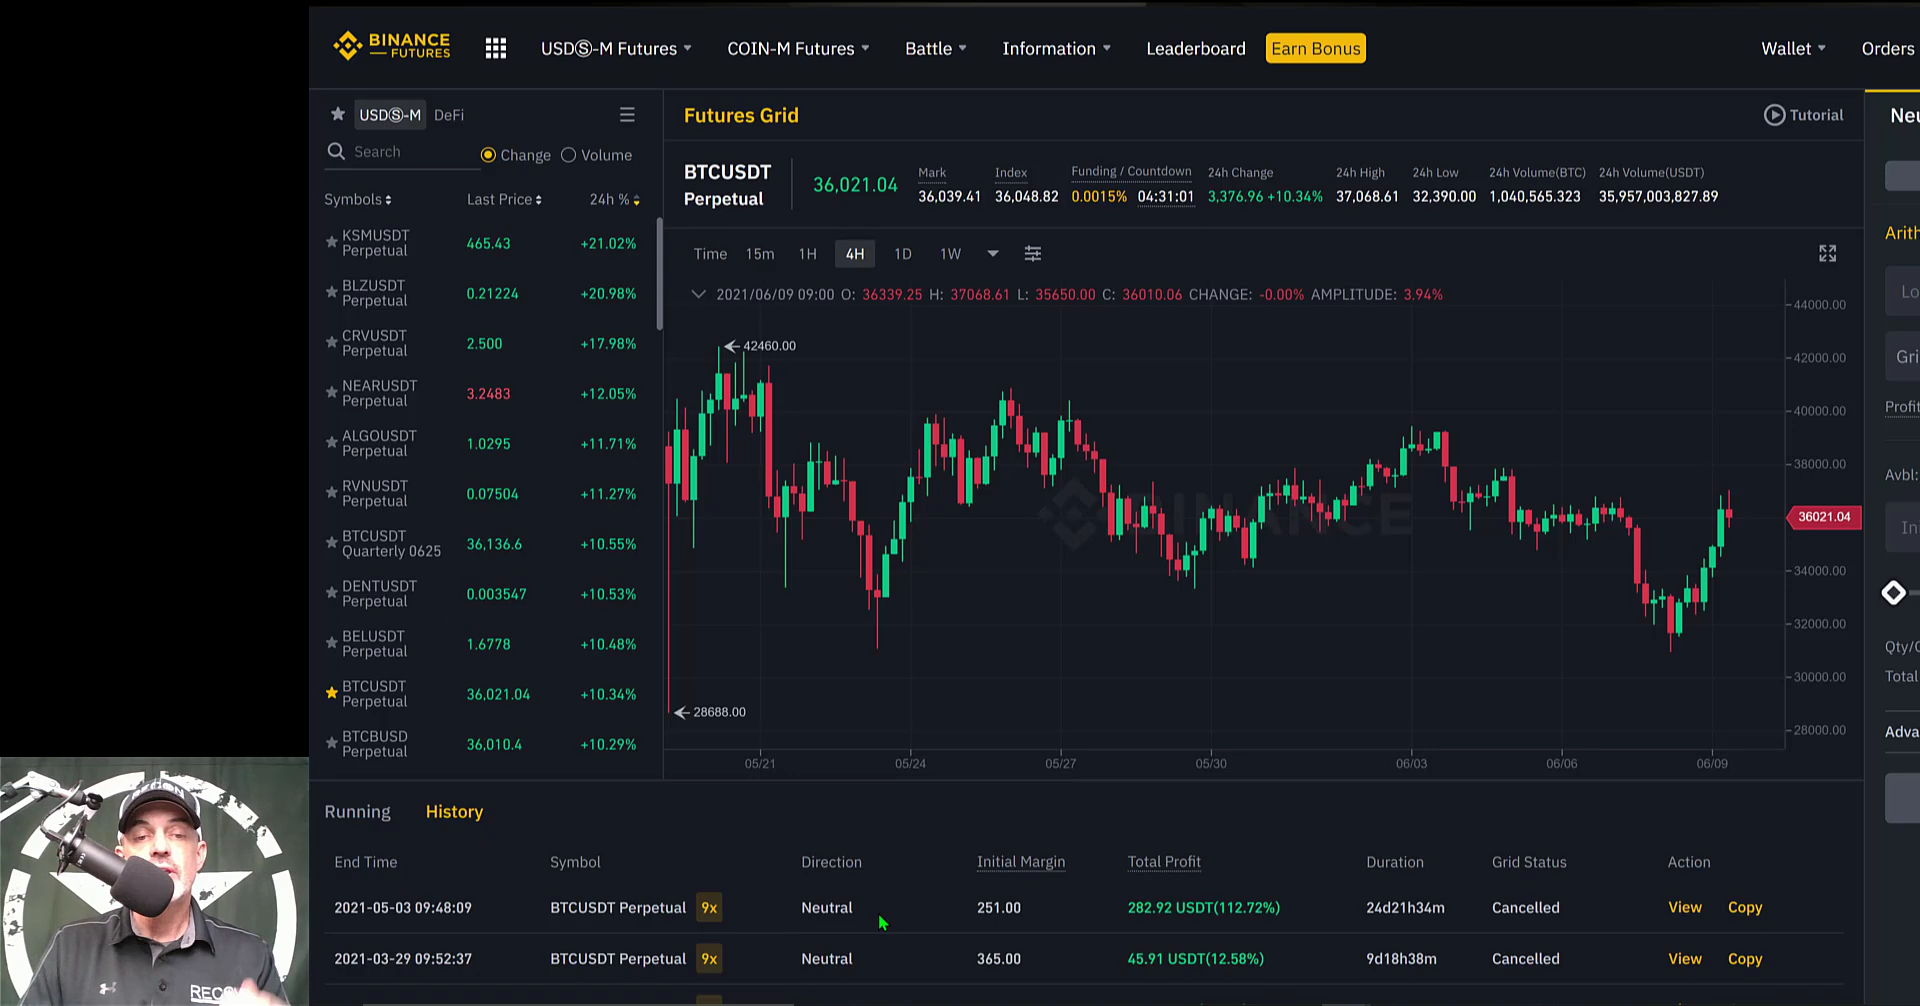 BINANCE
FUTURES
USDⓈ-M Futures
COIN-M Futures
Battle
Information
Leaderboard
Earn Bonus
Wallet
Orders
USDⓈ-M
DeFi
Search
Change
Volume
Symbols Last Price 24h %
KSMUSDT
Perpetual
465.43
+21.02%
BLZUSDT
Perpetual
0.21224
+20.98%
CRVUSDT
Perpetual
2.500
+17.98%
NEARUSDT
Perpetual
3.2483
+12.05%
ALGOUSDT
Perpetual
1.0295
+11.71%
RVNUSDT
Perpetual
0.07504
+11.27%
BTCUSDT
Quarterly 0625
36,136.6
+10.55%
DENTUSDT
Perpetual
0.003547
+10.53%
BELUSDT
Perpetual
1.6778
+10.48%
BTCUSDT
Perpetual
36,021.04
+10.34%
BTCBUSD
Perpetual
36,010.4
+10.29%
Futures Grid
Tutorial
BTCUSDT
Perpetual
36,021.04
Mark
36,039.41
Index
36,048.82
Funding / Countdown
0.0015% 04:31:01
24h Change
3,376.96 +10.34%
24h High
37,068.61
24h Low
32,390.00
24h Volume(BTC)
1,040,565.323
24h Volume(USDT)
35,957,003,827.89
Time 15m 1H 4H 1D 1W
2021/06/09 09:00 O: 36339.25 H: 37068.61 L: 35650.00 C: 36010.06 CHANGE: -0.00% AMPLITUDE: 3.94%
42460.00
28688.00
BINANCE
44000.00
42000.00
40000.00
38000.00
36021.04
34000.00
32000.00
30000.00
28000.00
05/21 05/24 05/27 05/30 06/03 06/06 06/09
Neu
Arith
Lo
Gri
Profit
Avbl:
In
Qty/
Total
Adva
Running History
End Time Symbol Direction Initial Margin Total Profit Duration Grid Status Action
2021-05-03 09:48:09 BTCUSDT Perpetual 9x Neutral 251.00 282.92 USDT(112.72%) 24d21h34m Cancelled View Copy
2021-03-29 09:52:37 BTCUSDT Perpetual 9x Neutral 365.00 45.91 USDT(12.58%) 9d18h38m Cancelled View Copy
RECON